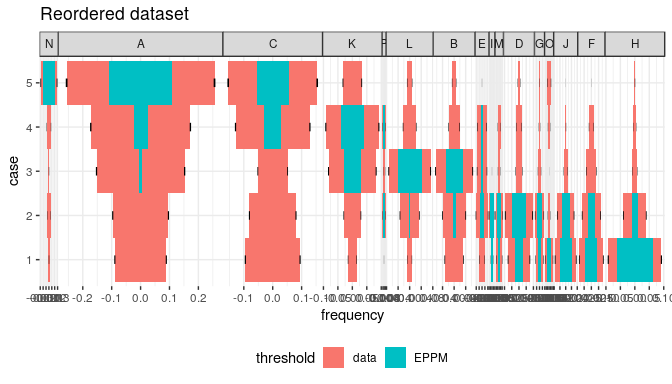 Reordered dataset
N A C K P L B E I M D G O J F H
5
4
3
2
1
case
-0.2 -0.1 0.0 0.1 0.2 -0.1 0.0 0.1
frequency
threshold data EPPM